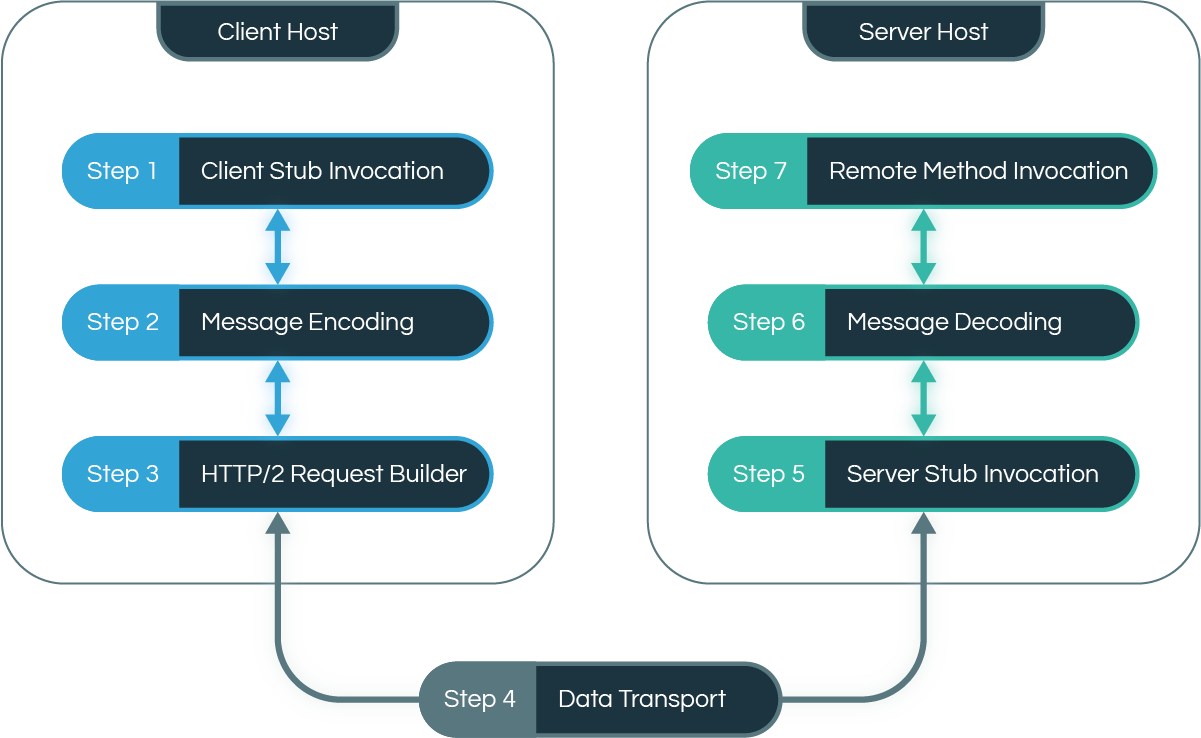 Client Host
Step 1 Client Stub Invocation
Step 2 Message Encoding
Step 3 HTTP/2 Request Builder
Server Host
Step 7 Remote Method Invocation
Step 6 Message Decoding
Step 5 Server Stub Invocation
Step 4 Data Transport